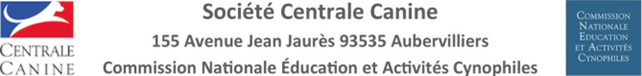 CENTRALE
CANINE
Société Centrale Canine
155 Avenue Jean Jaurès 93535 Aubervilliers
Commission Nationale Éducation et Activités Cynophiles
COMMISSION
NATIONALE
EDUCATION
ET ACTIVITÉS
CYNOPHILES